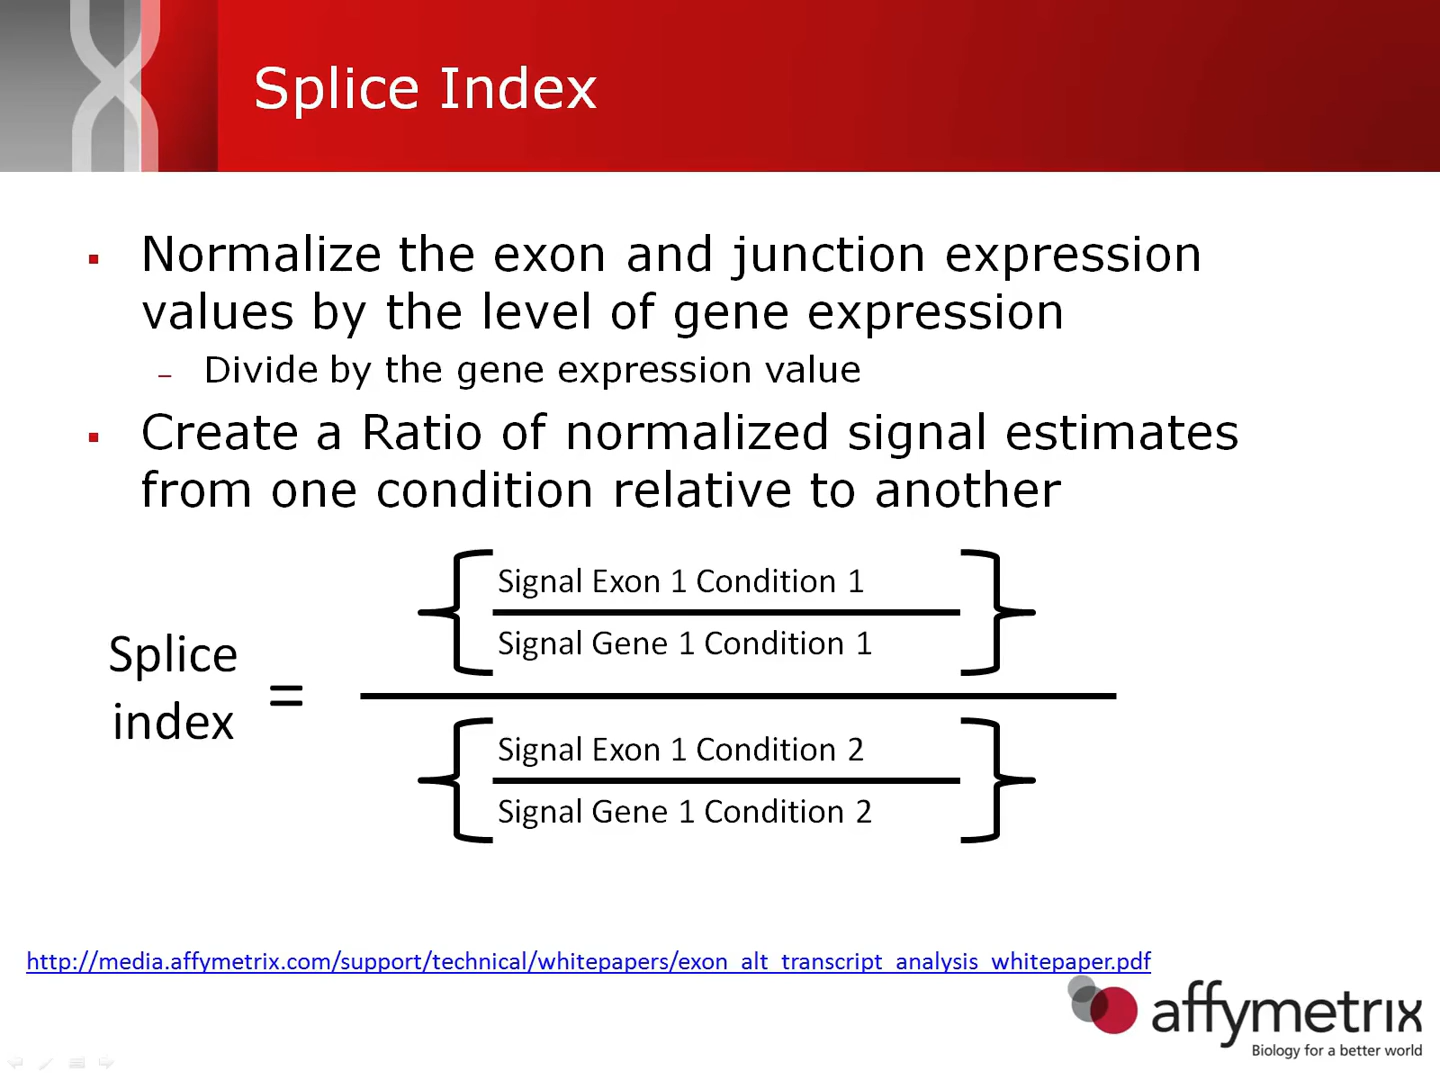 Splice Index
Normalize the exon and junction expression
values by the level of gene expression
– Divide by the gene expression value
Create a Ratio of normalized signal estimates
from one condition relative to another
Signal Exon 1 Condition 1
Signal Gene 1 Condition 1
Splice
index
=
Signal Exon 1 Condition 2
Signal Gene 1 Condition 2
http://media.affymetrix.com/support/technical/whitepapers/exon_alt_transcript_analysis_whitepaper.pdf
affymetrix
Biology for a better world